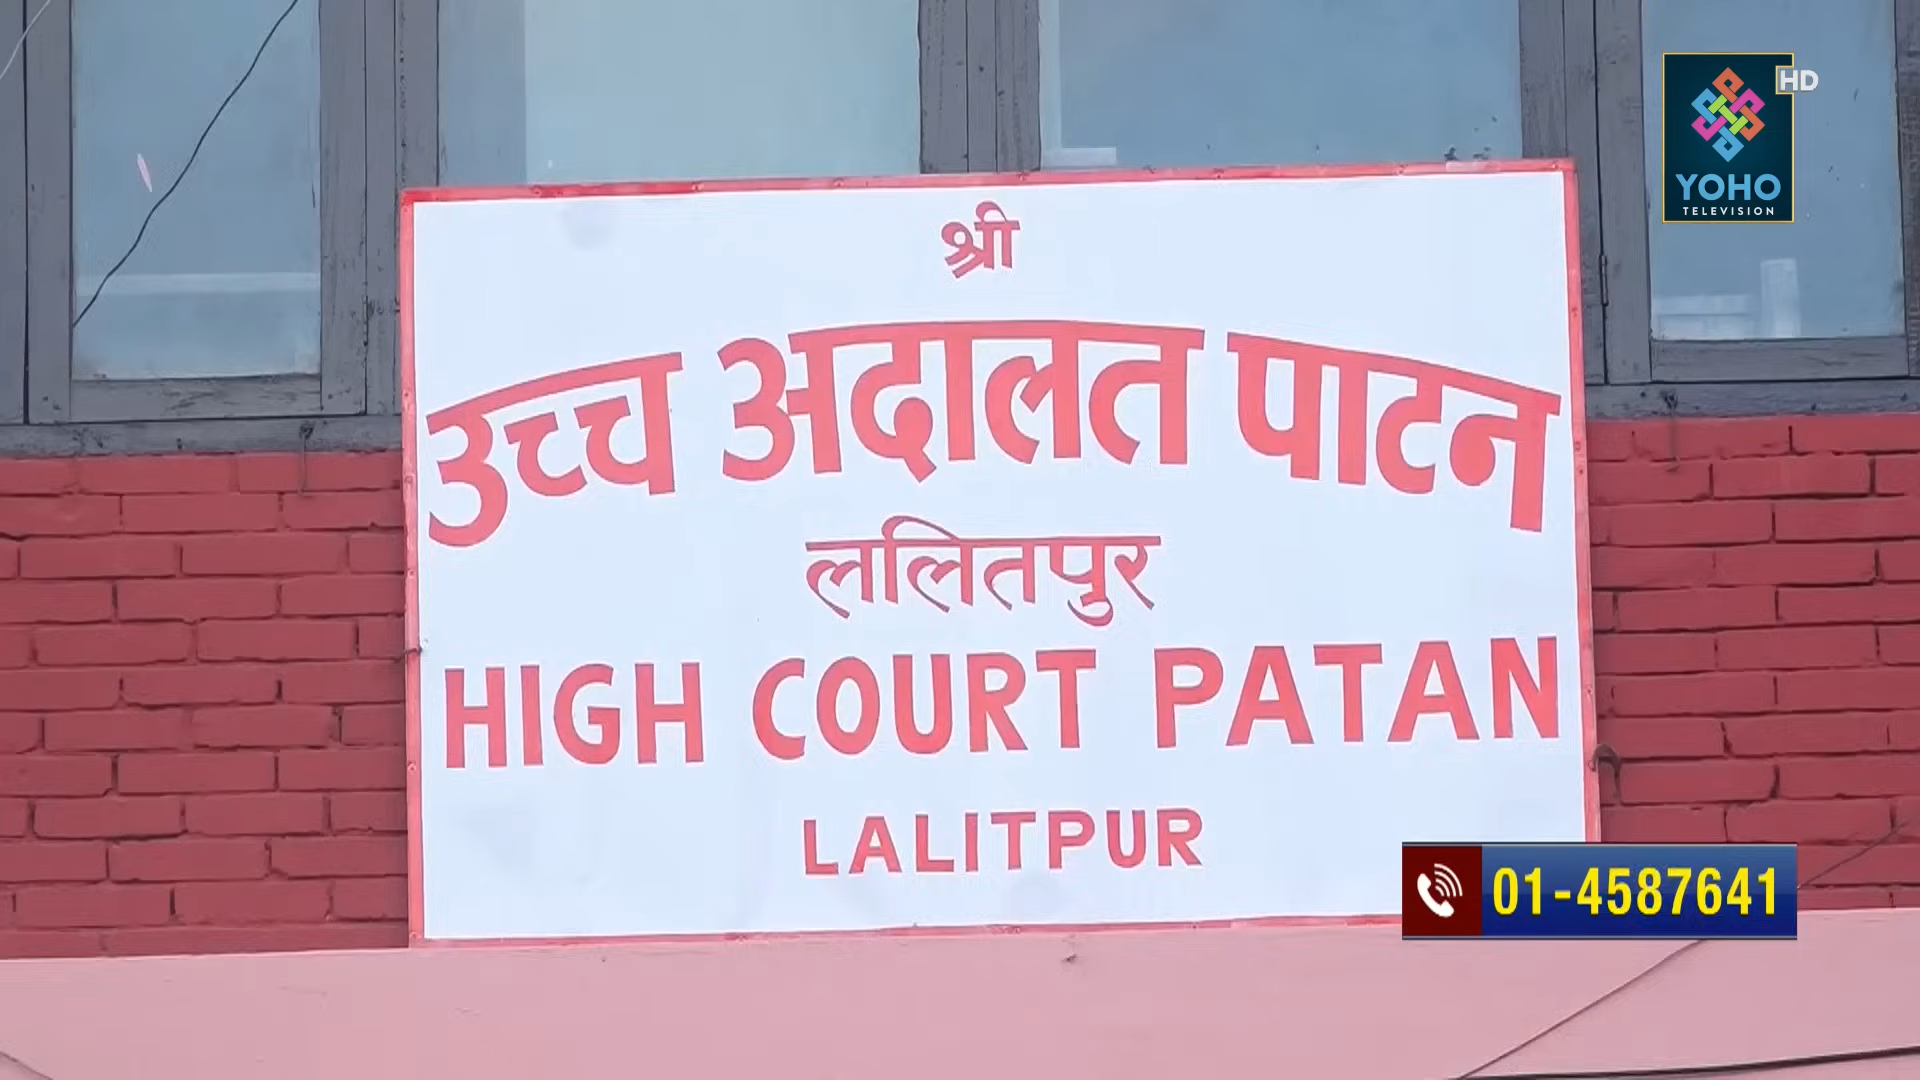 HD
YOHO
TELEVISION
श्री
उच्च अदालत पाटन
ललितपुर
HIGH COURT PATAN
LALITPUR
01-4587641